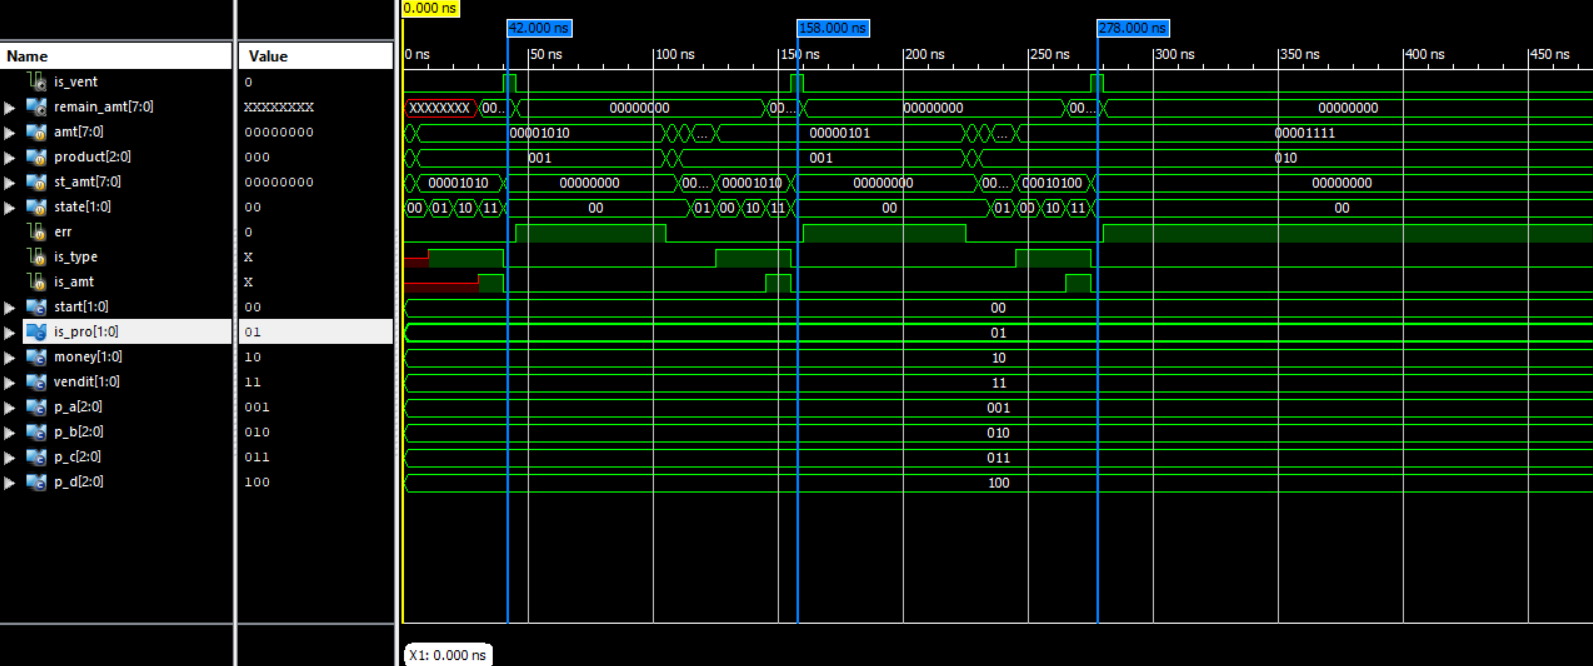 0.000 ns
42.000 ns 158.000 ns 278.000 ns
Name Value 0 ns 50 ns 100 ns 150 ns 200 ns 250 ns 300 ns 350 ns 400 ns 450 ns
is_vent 0
remain_amt[7:0] XXXXXXXX XXXXXXXX 00... 00000000 00... 00000000 00... 00000000
amt[7:0] 00000000 00001010 ... 00000101 ... 00001111
product[2:0] 000 001 001 010
st_amt[7:0] 00000000 00001010 00000000 00... 00001010 00000000 00... 00010100 00000000
state[1:0] 00 00 01 10 11 00 01 00 10 11 00 01 00 10 11 00
err 0
is_type X
is_amt X
start[1:0] 00 00
is_pro[1:0] 01 01
money[1:0] 10 10
vendit[1:0] 11 11
p_a[2:0] 001 001
p_b[2:0] 010 010
p_c[2:0] 011 011
p_d[2:0] 100 100
X1: 0.000 ns